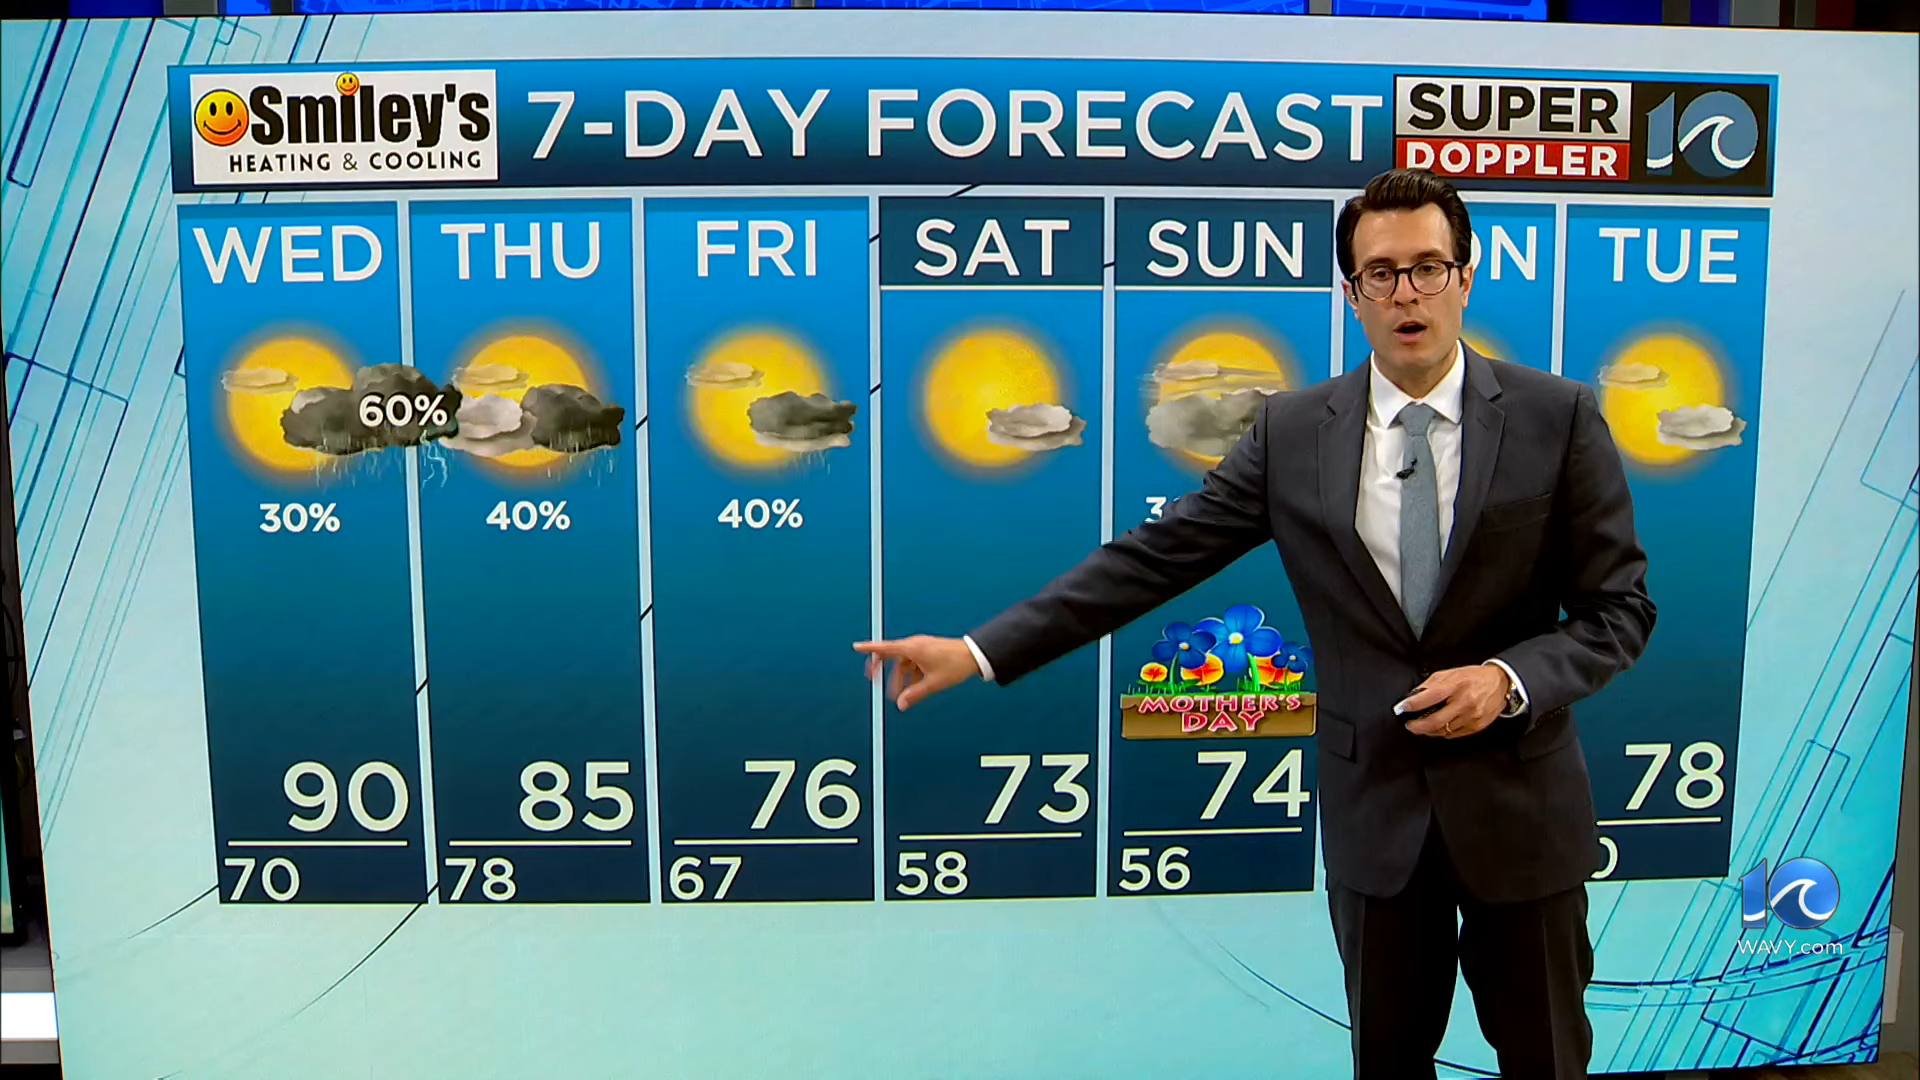 Smiley's
HEATING & COOLING
7-DAY FORECAST
SUPER
DOPPLER
10
WED
THU
FRI
SAT
SUN
TUE
60%
30%
40%
40%
MOTHER'S
DAY
90
85
76
73
74
78
70
78
67
58
56
10
WAVY.com